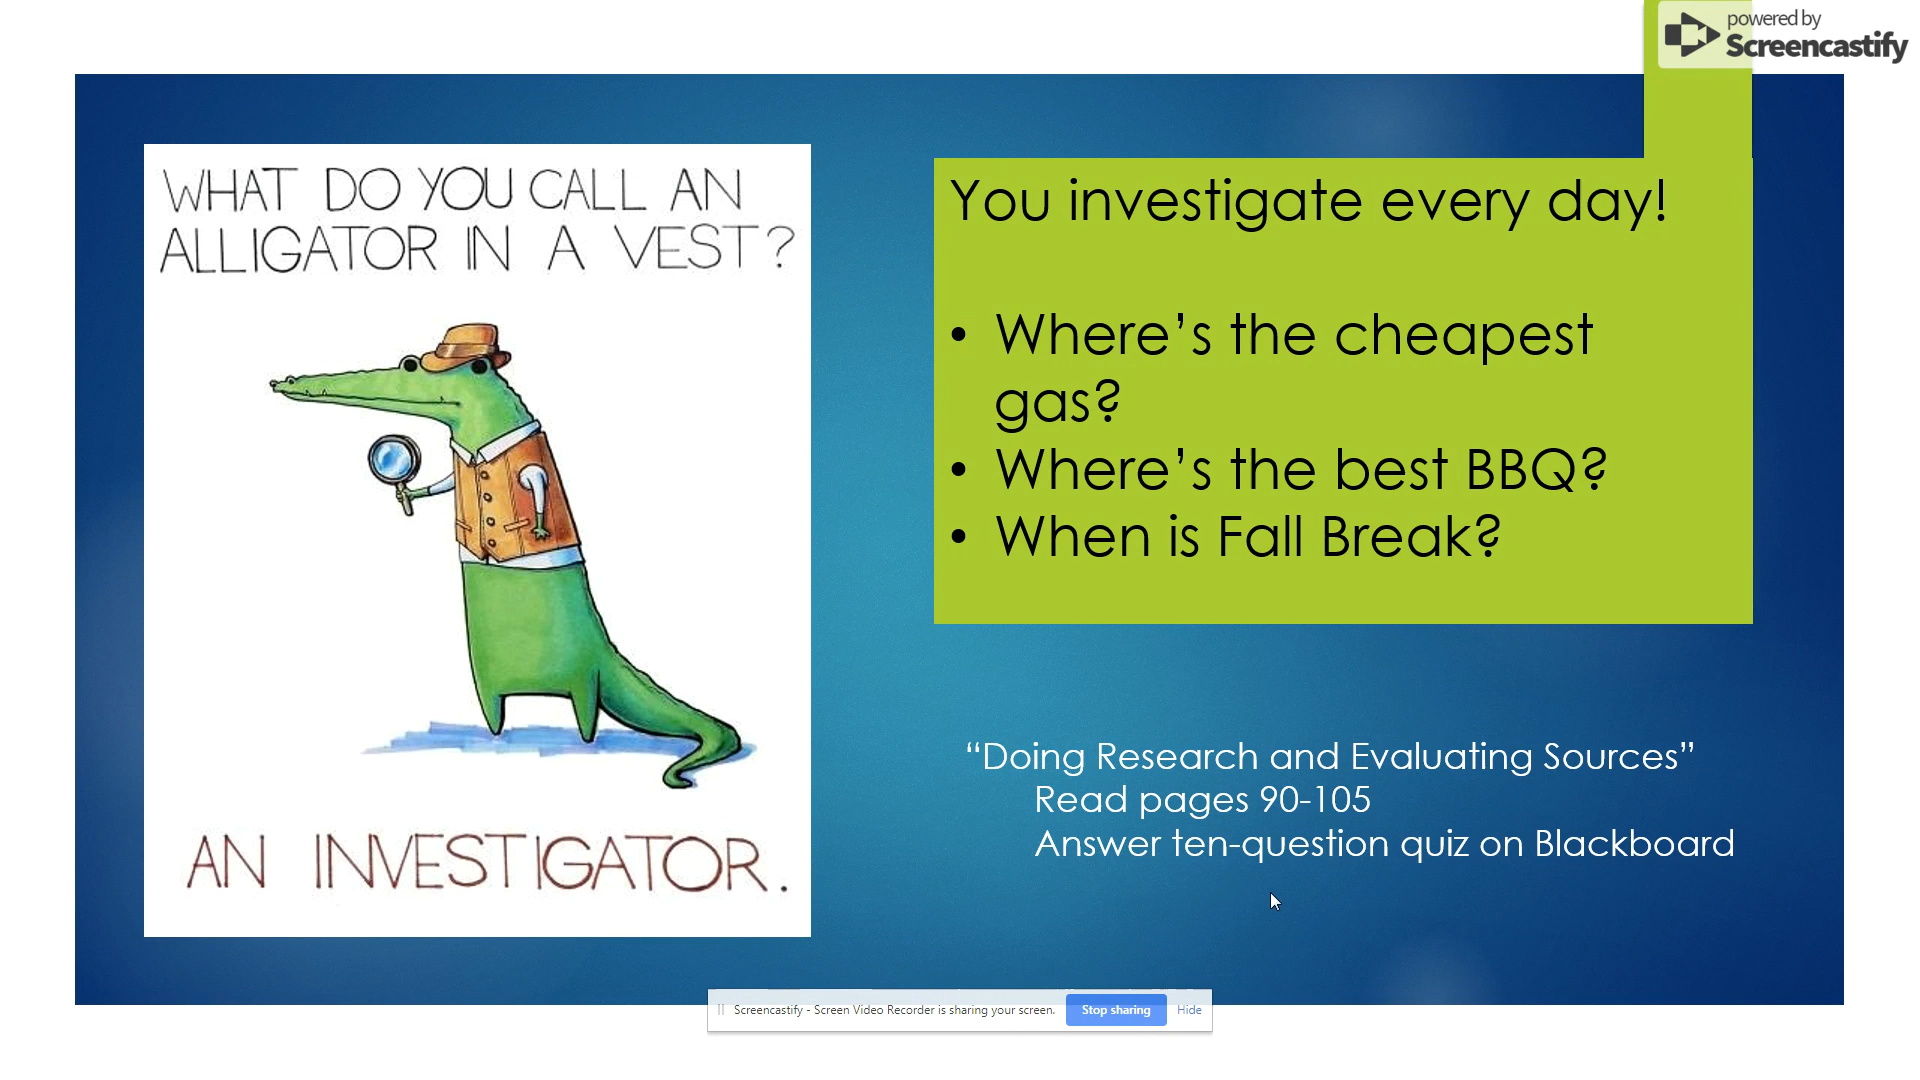 powered by
Screencastify
WHAT DO YOU CALL AN
ALLIGATOR IN A VEST?
AN INVESTIGATOR.
You investigate every day!
• Where’s the cheapest
gas?
• Where’s the best BBQ?
• When is Fall Break?
“Doing Research and Evaluating Sources”
Read pages 90-105
Answer ten-question quiz on Blackboard
Screencastify - Screen Video Recorder is sharing your screen.
Stop sharing
Hide